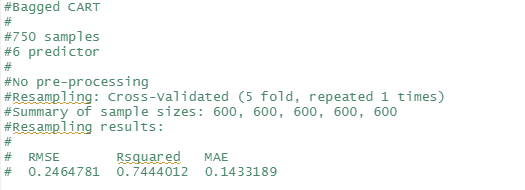 #Bagged CART
#
#750 samples
#6 predictor
#
#No pre-processing
#Resampling: Cross-Validated (5 fold, repeated 1 times)
#Summary of sample sizes: 600, 600, 600, 600, 600
#Resampling results:
#
#  RMSE       Rsquared   MAE
#  0.2464781  0.7444012  0.1433189